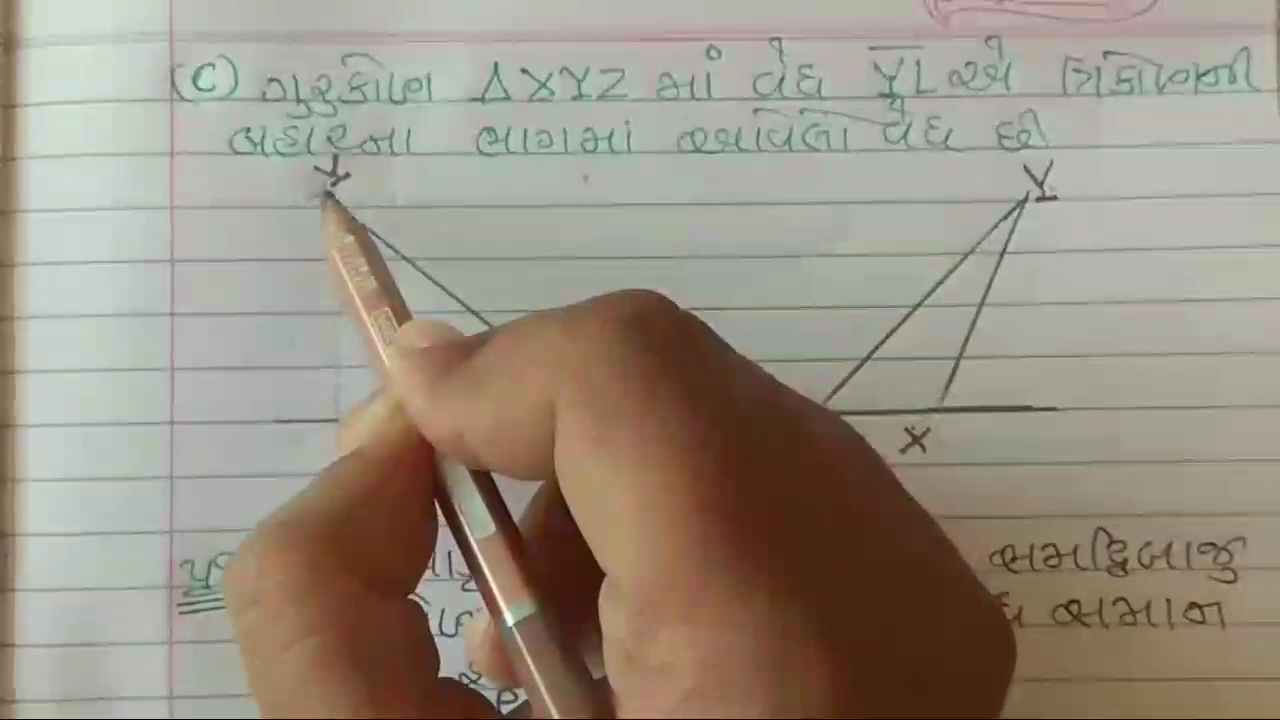 (C) ગુરુકોણ ΔXYZ માં વેધ YL એ ત્રિકોણની
બહારના ભાગમાં આવેલો વેધ છે
Y
Y
X
સમદ્વિબાજુ
સમાન